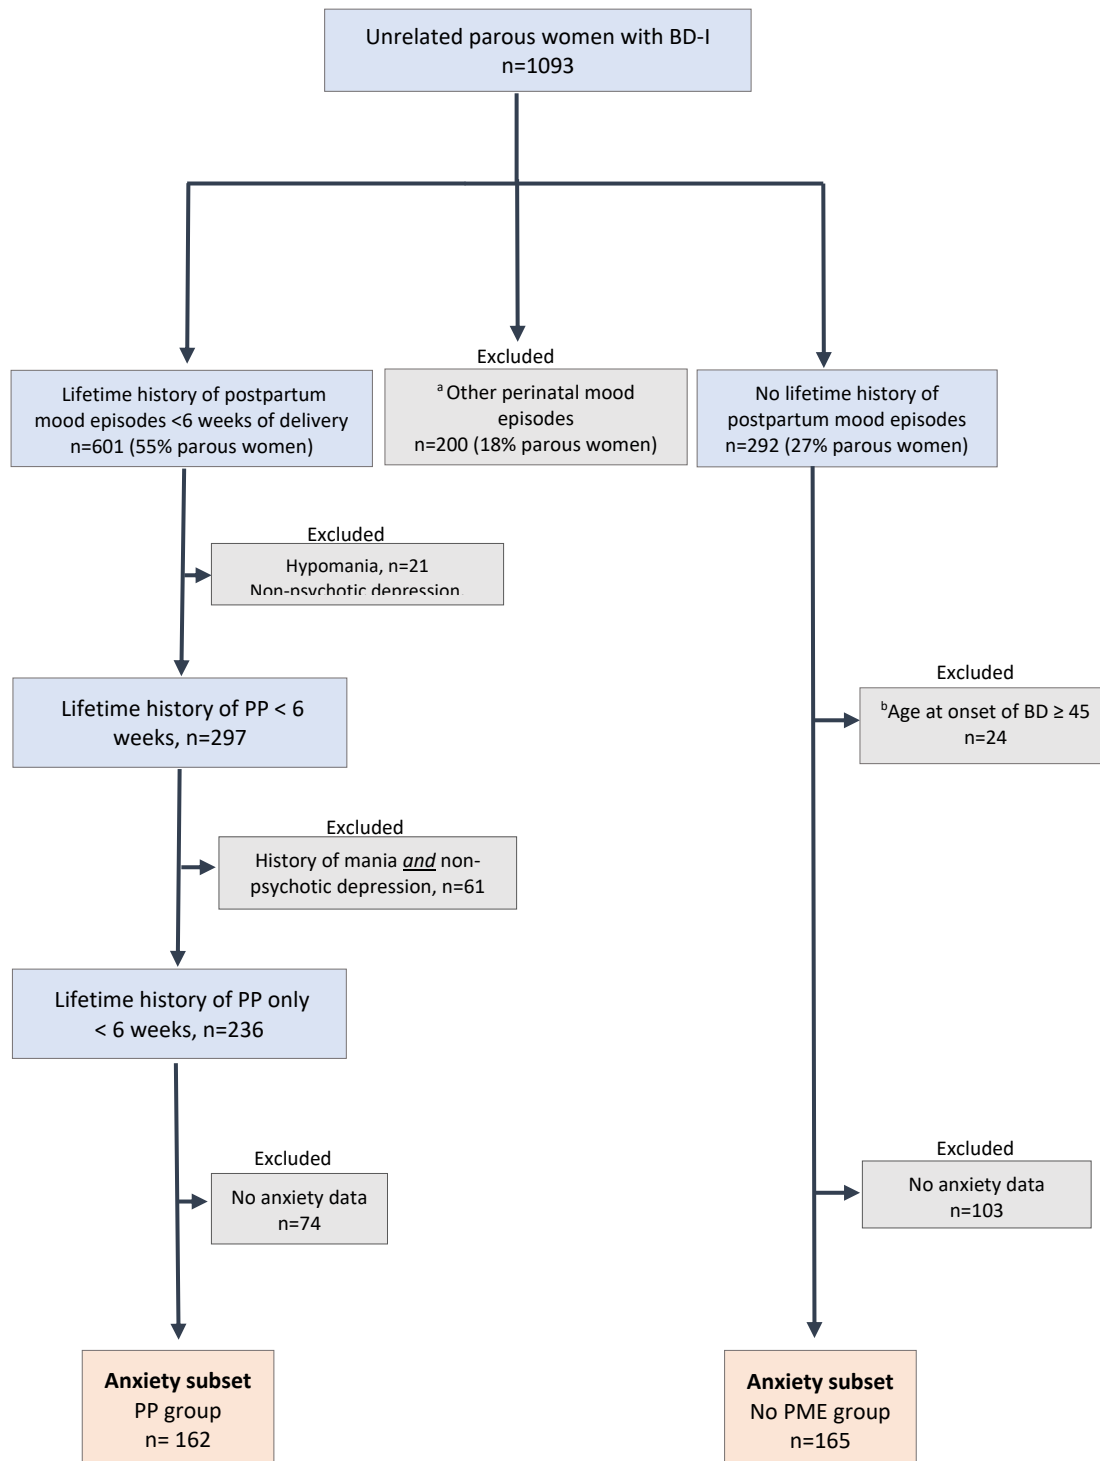 Unrelated parous women with BD-I
n=1093
Excluded
Lifetime history of postpartum
mood episodes <6 weeks of delivery
n=601 (55% parous women)
a Other perinatal mood
episodes
n=200 (18% parous women)
No lifetime history of
postpartum mood episodes
n=292 (27% parous women)
Excluded
Hypomania, n=21
Non-psychotic depression,
Lifetime history of PP < 6
weeks, n=297
Excluded
bAge at onset of BD ≥ 45
n=24
Excluded
History of mania and non-
psychotic depression, n=61
Lifetime history of PP only
< 6 weeks, n=236
Excluded
No anxiety data
n=74
Excluded
No anxiety data
n=103
Anxiety subset
PP group
n= 162
Anxiety subset
No PME group
n=165